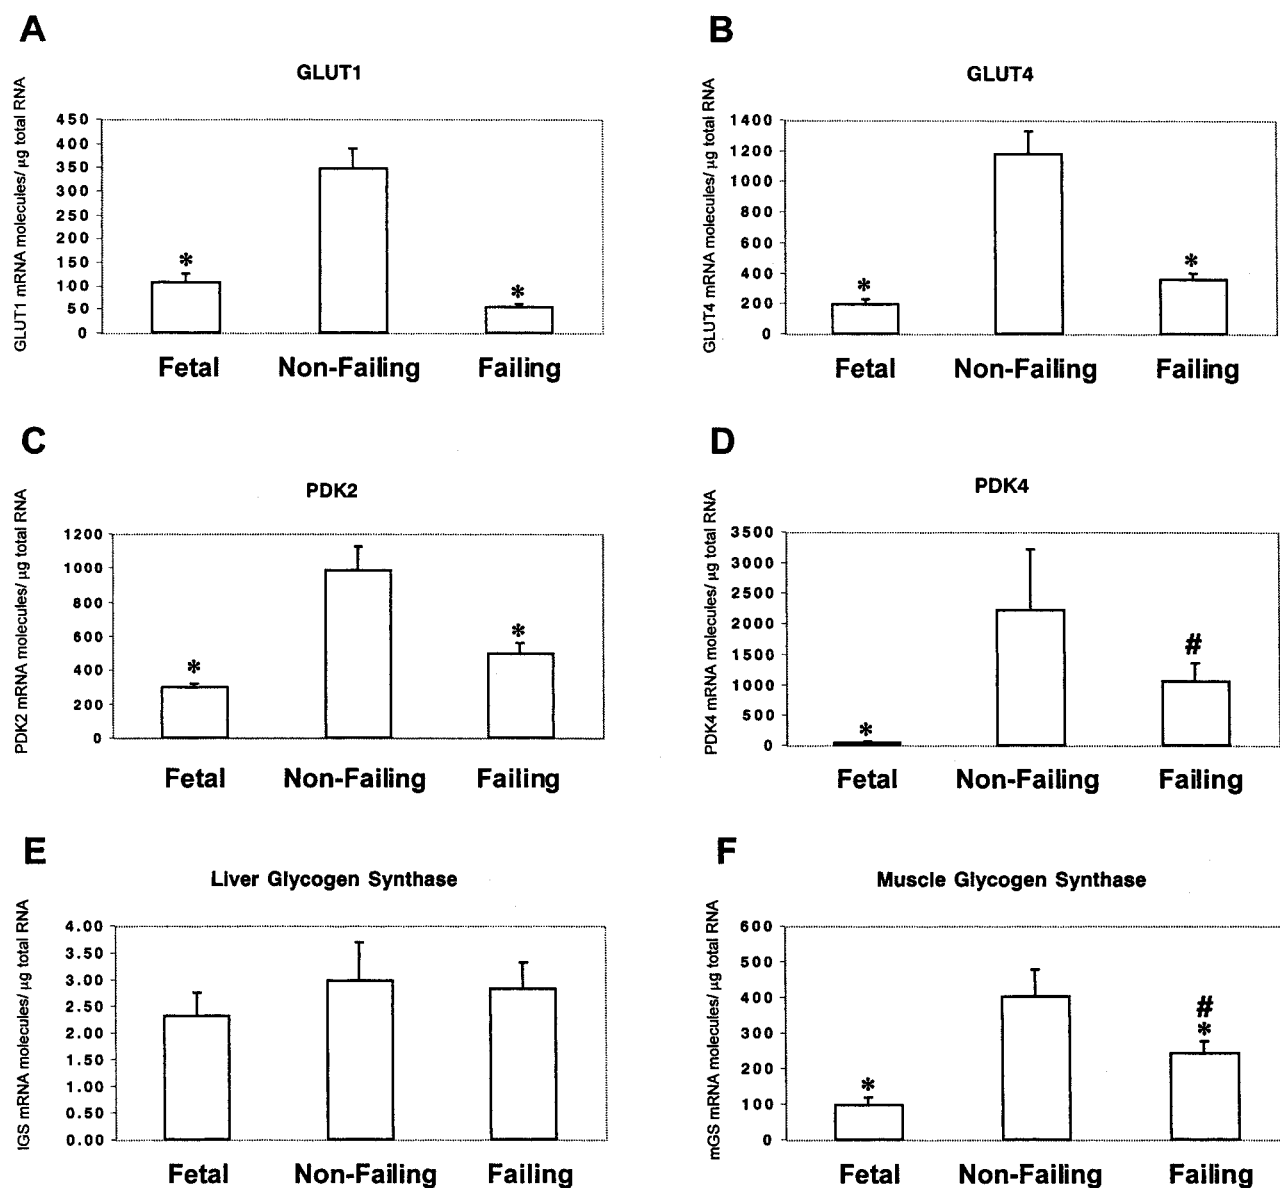 A
GLUT1
GLUT1 mRNA molecules/ µg total RNA
450
400
350
300
250
200
150
100
50
0
*
*
Fetal Non-Failing Failing
B
GLUT4
GLUT4 mRNA molecules/ µg total RNA
1400
1200
1000
800
600
400
200
0
*
*
Fetal Non-Failing Failing
C
PDK2
PDK2 mRNA molecules/ µg total RNA
1200
1000
800
600
400
200
0
*
*
Fetal Non-Failing Failing
D
PDK4
PDK4 mRNA molecules/ µg total RNA
3500
3000
2500
2000
1500
1000
500
0
*
#
Fetal Non-Failing Failing
E
Liver Glycogen Synthase
lGS mRNA molecules/ µg total RNA
4.00
3.50
3.00
2.50
2.00
1.50
1.00
0.50
0.00
Fetal Non-Failing Failing
F
Muscle Glycogen Synthase
mGS mRNA molecules/ µg total RNA
600
500
400
300
200
100
0
*
#
*
Fetal Non-Failing Failing